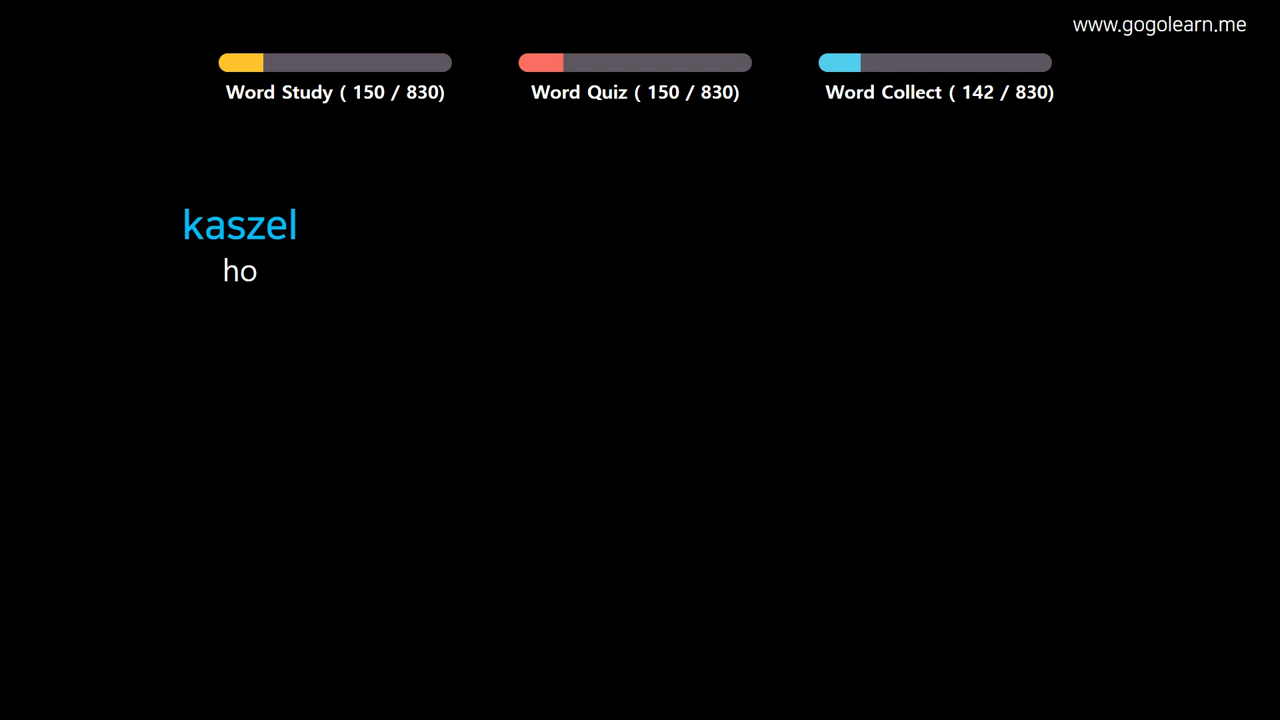 www.gogolearn.me
Word Study ( 150 / 830)
Word Quiz ( 150 / 830)
Word Collect ( 142 / 830)
kaszel
ho